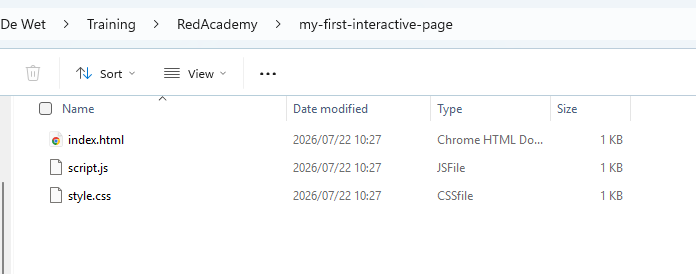 De Wet > Training > RedAcademy > my-first-interactive-page
Sort View ...
Name Date modified Type Size
index.html 2026/07/22 10:27 Chrome HTML Do... 1 KB
script.js 2026/07/22 10:27 JSFile 1 KB
style.css 2026/07/22 10:27 CSSfile 1 KB